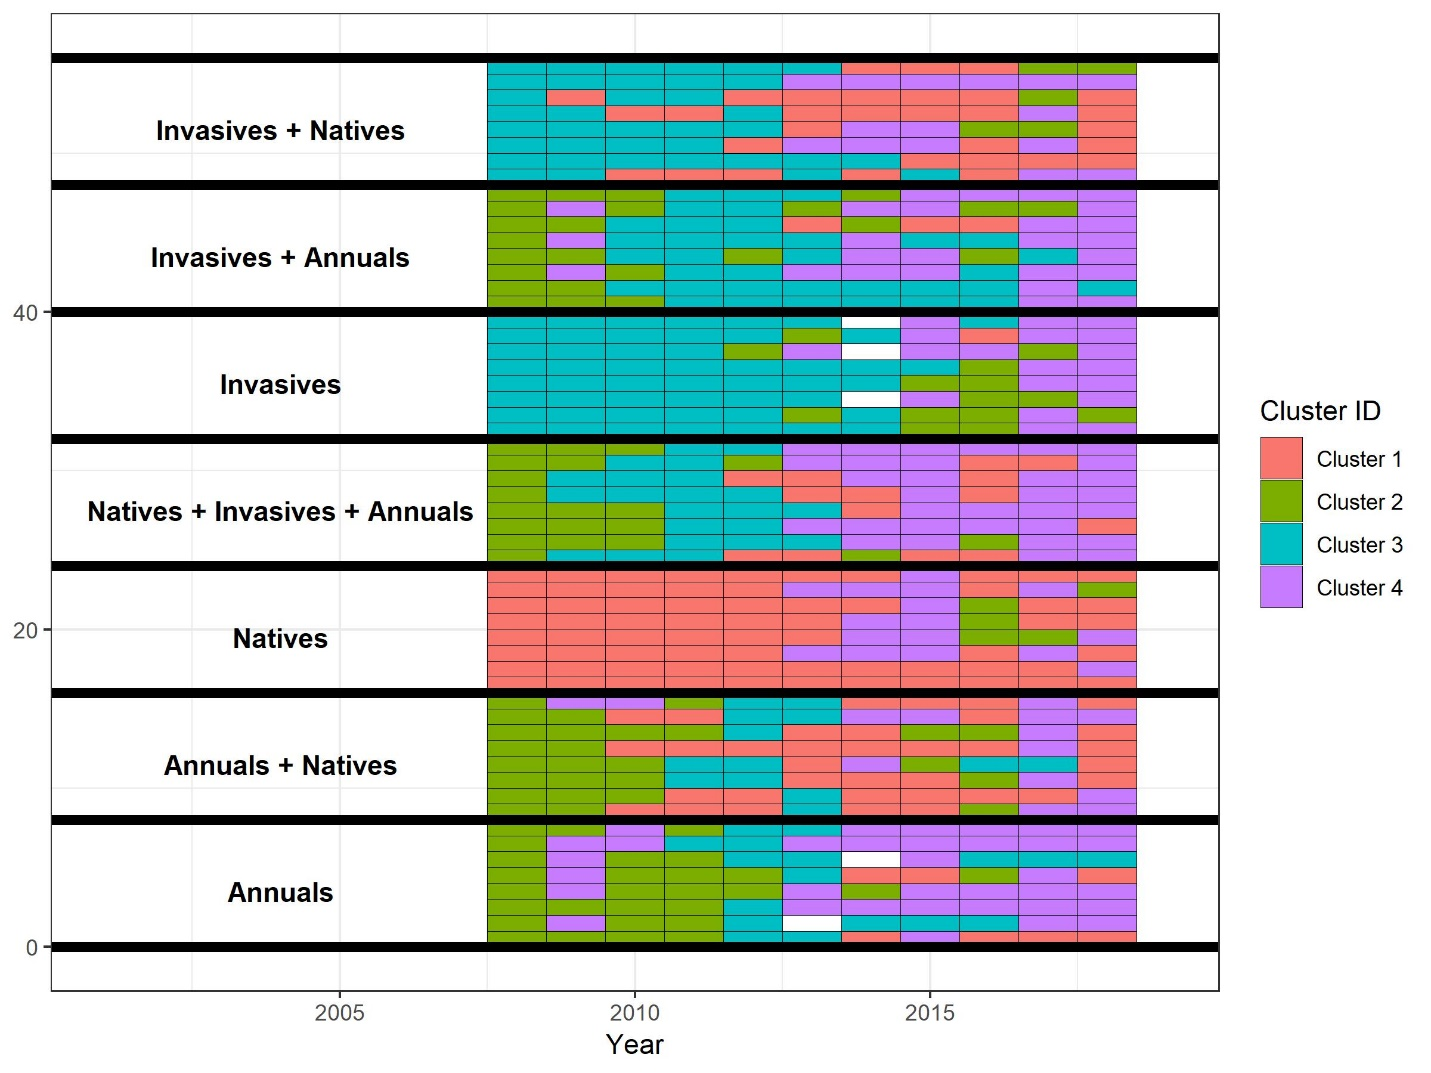 Invasives + Natives
Invasives + Annuals
40
Invasives
Natives + Invasives + Annuals
20
Natives
Annuals + Natives
Annuals
0
2005 2010 2015
Year
Cluster ID
Cluster 1
Cluster 2
Cluster 3
Cluster 4